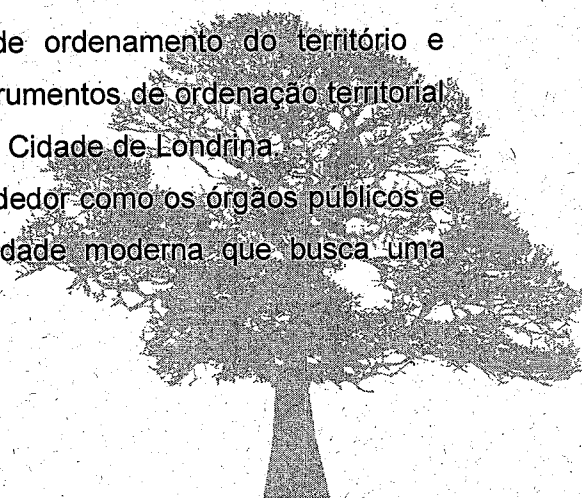 de ordenamento do território e
rumentos de ordenação territorial
Cidade de Londrina.
dedor como os órgãos públicos e
dade moderna que busca uma